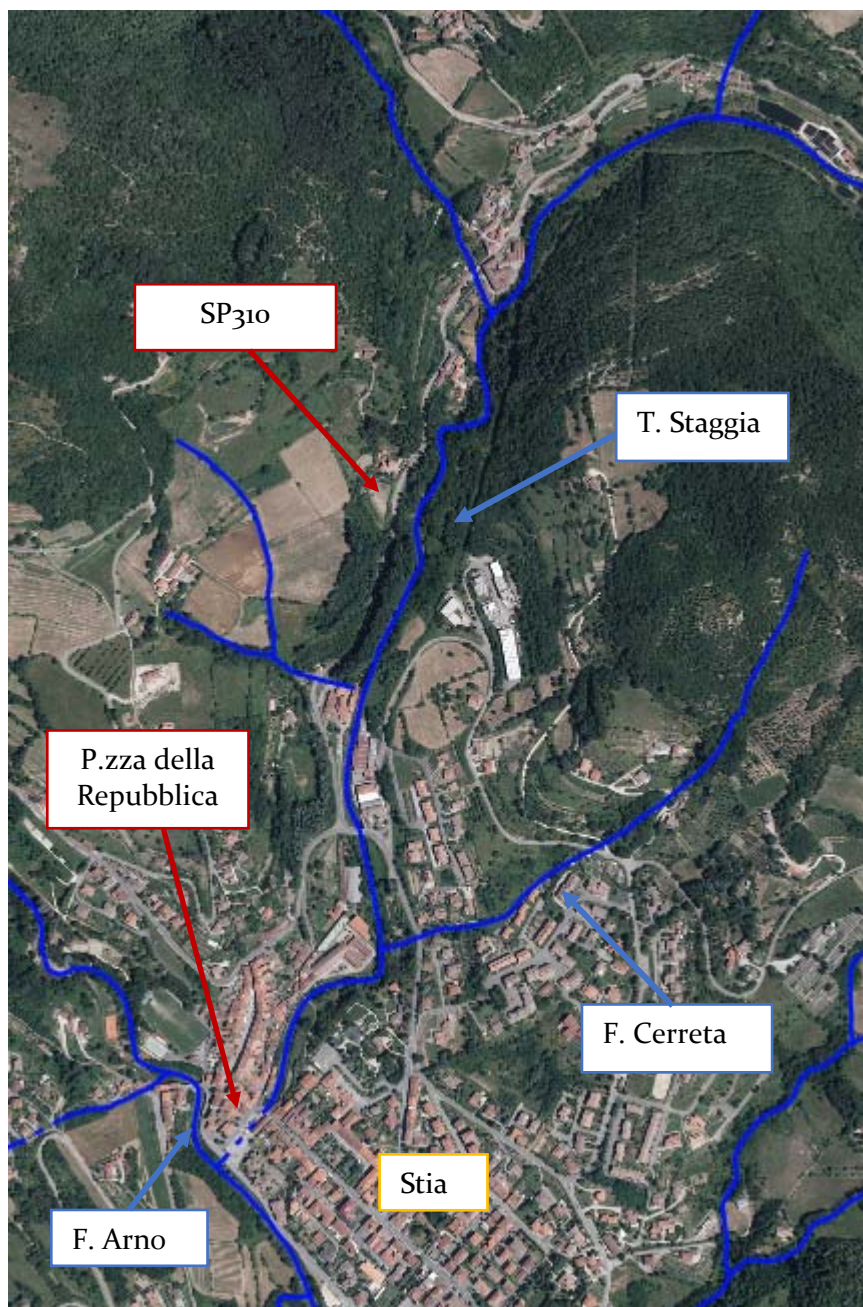 SP310
T. Staggia
P.zza della
Repubblica
F. Cerreta
Stia
F. Arno